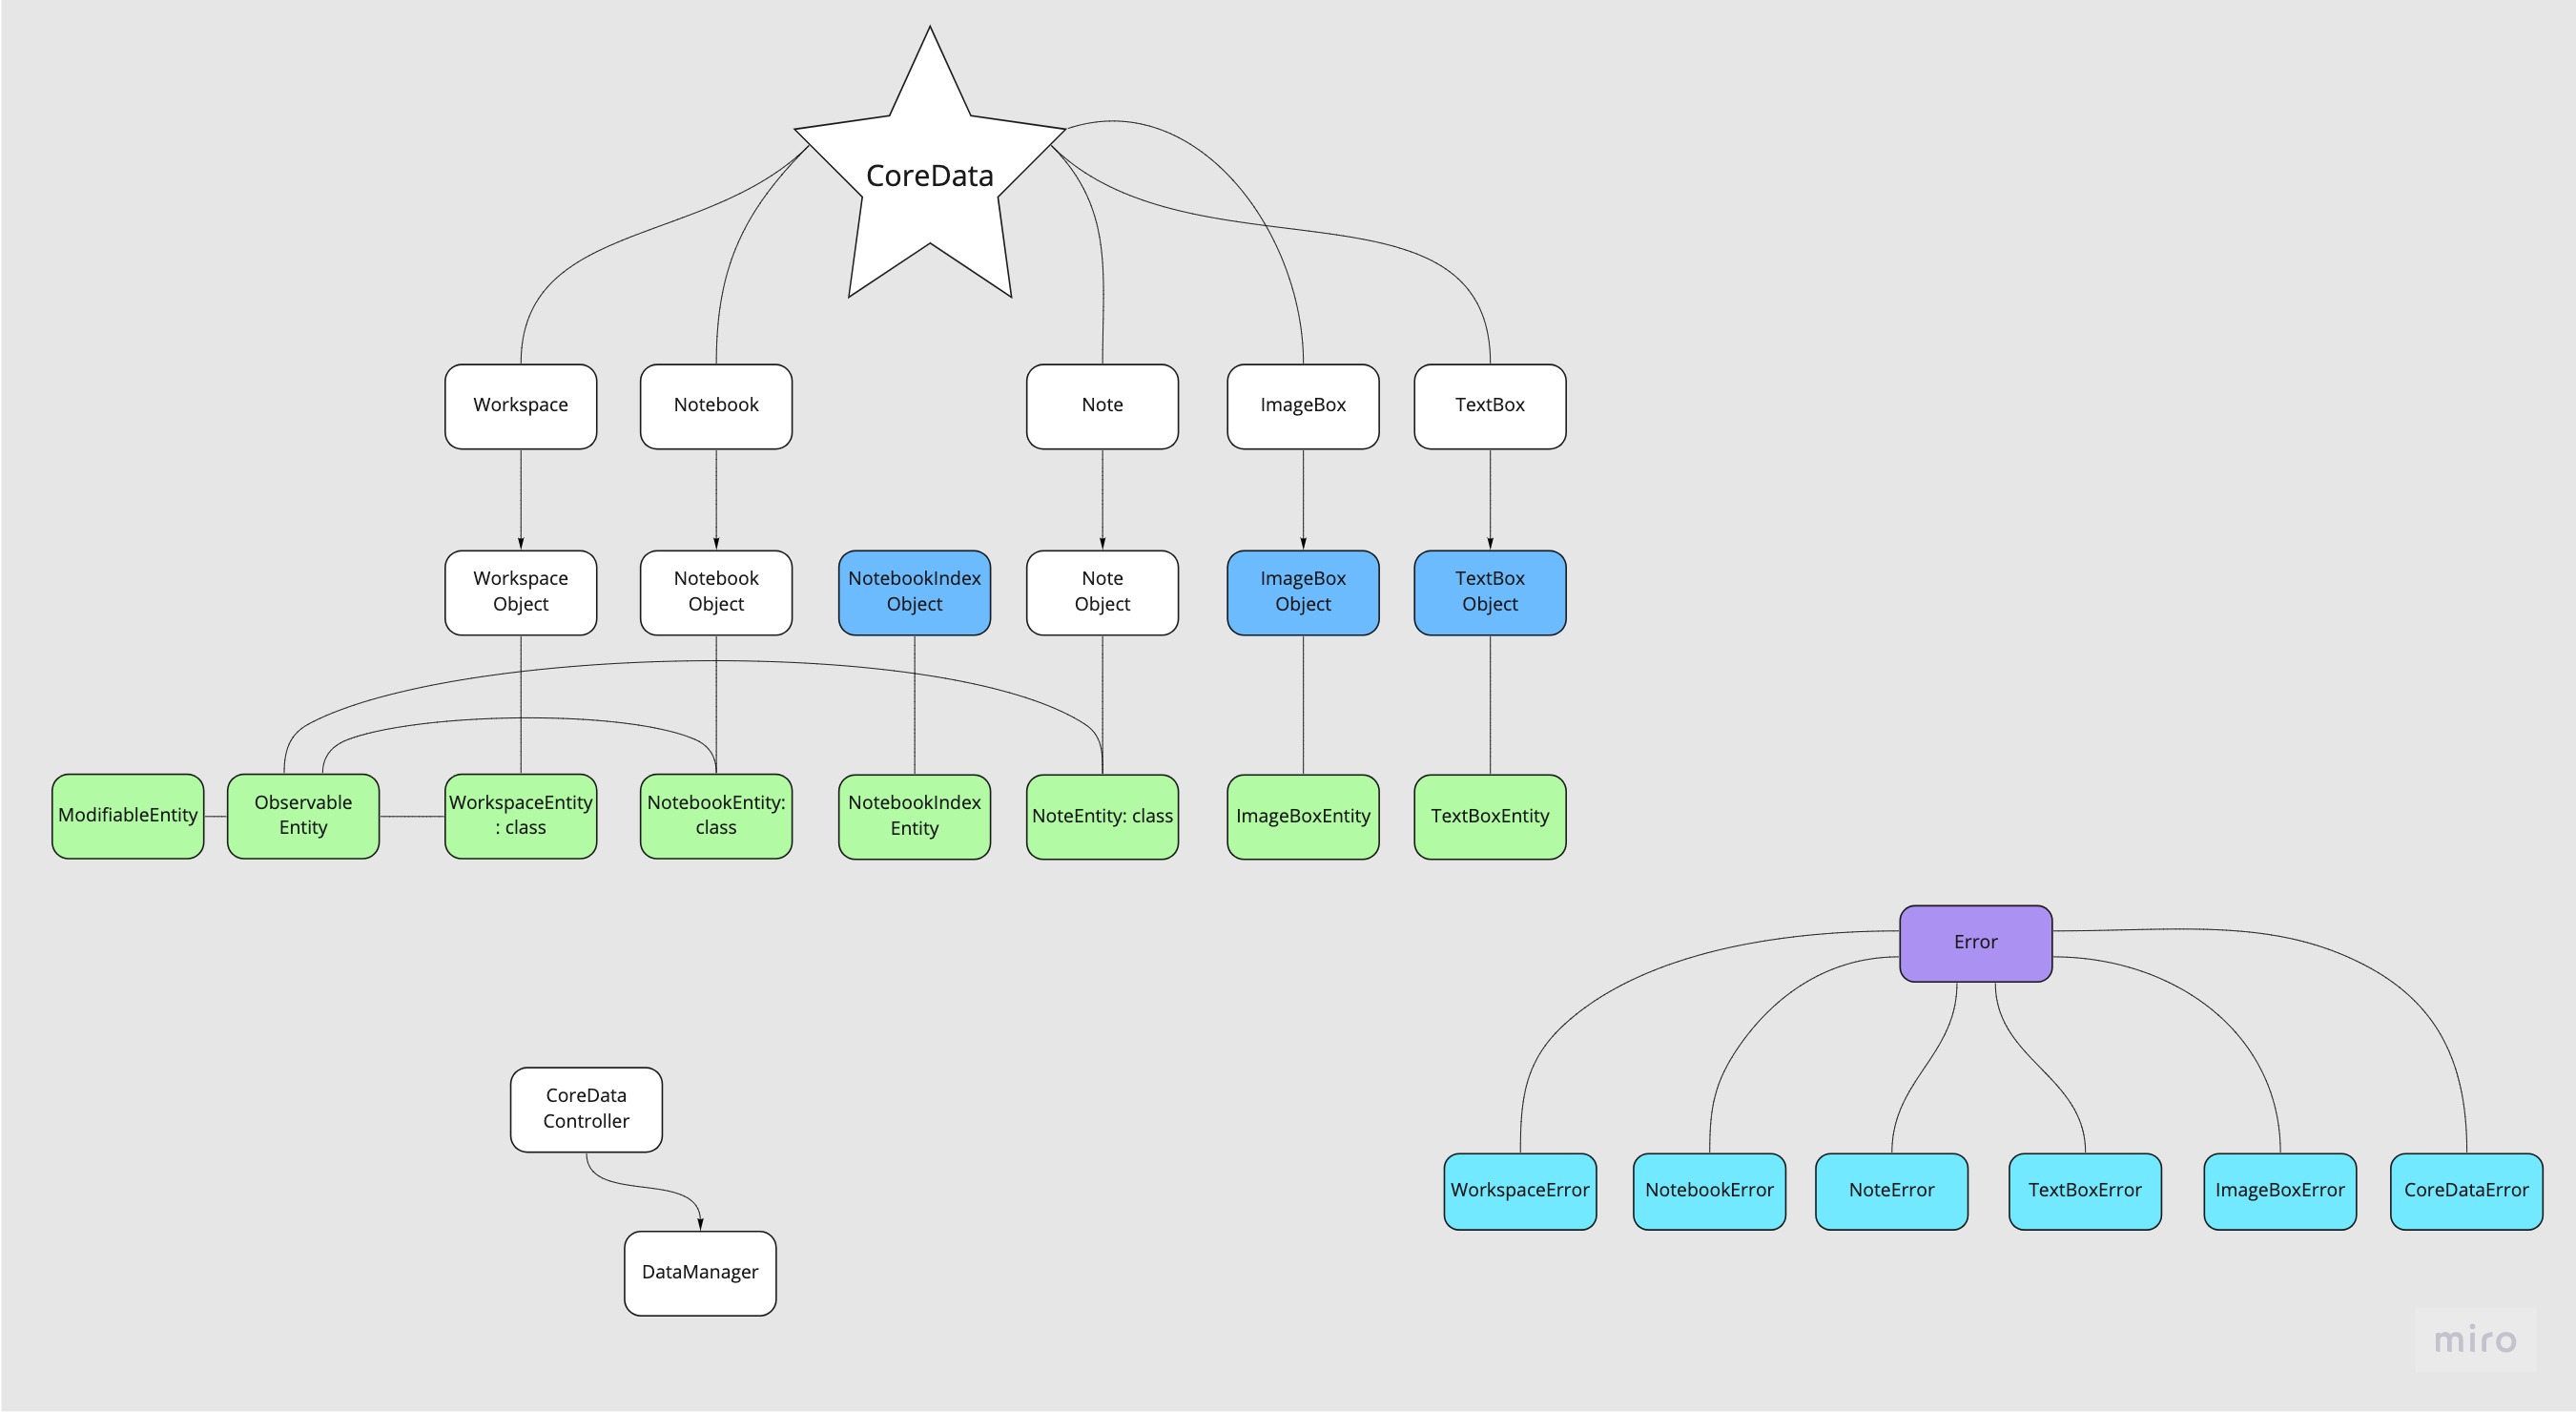 CoreData
Workspace
Notebook
Note
ImageBox
TextBox
Workspace
Object
Notebook
Object
NotebookIndex
Object
Note
Object
ImageBox
Object
TextBox
Object
ModifiableEntity
Observable
Entity
WorkspaceEntity
: class
NotebookEntity:
class
NotebookIndex
Entity
NoteEntity: class
ImageBoxEntity
TextBoxEntity
Error
CoreData
Controller
WorkspaceError
NotebookError
NoteError
TextBoxError
ImageBoxError
CoreDataError
DataManager
miro